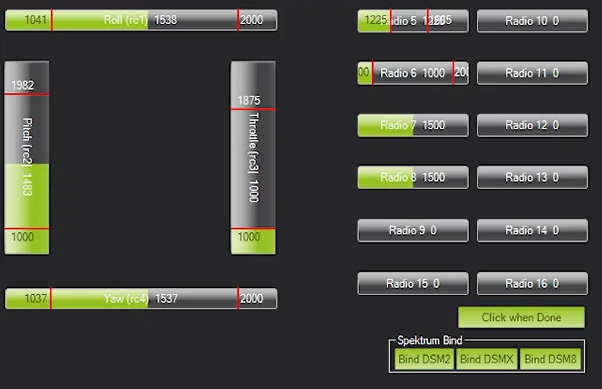 1041 Roll (rc1) 1538 2000
1982
Pitch (rc2) 1483
1000
1875
Throttle (rc3) 1000
1000
1037 Yaw (rc4) 1537 2000
1225 Radio 5
Radio 10 0
Radio 6 1000
Radio 11 0
Radio 7 1500
Radio 12 0
Radio 8 1500
Radio 13 0
Radio 9 0
Radio 14 0
Radio 15 0
Radio 16 0
Click when Done
Spektrum Bind
Bind DSM2 Bind DSMX Bind DSM8